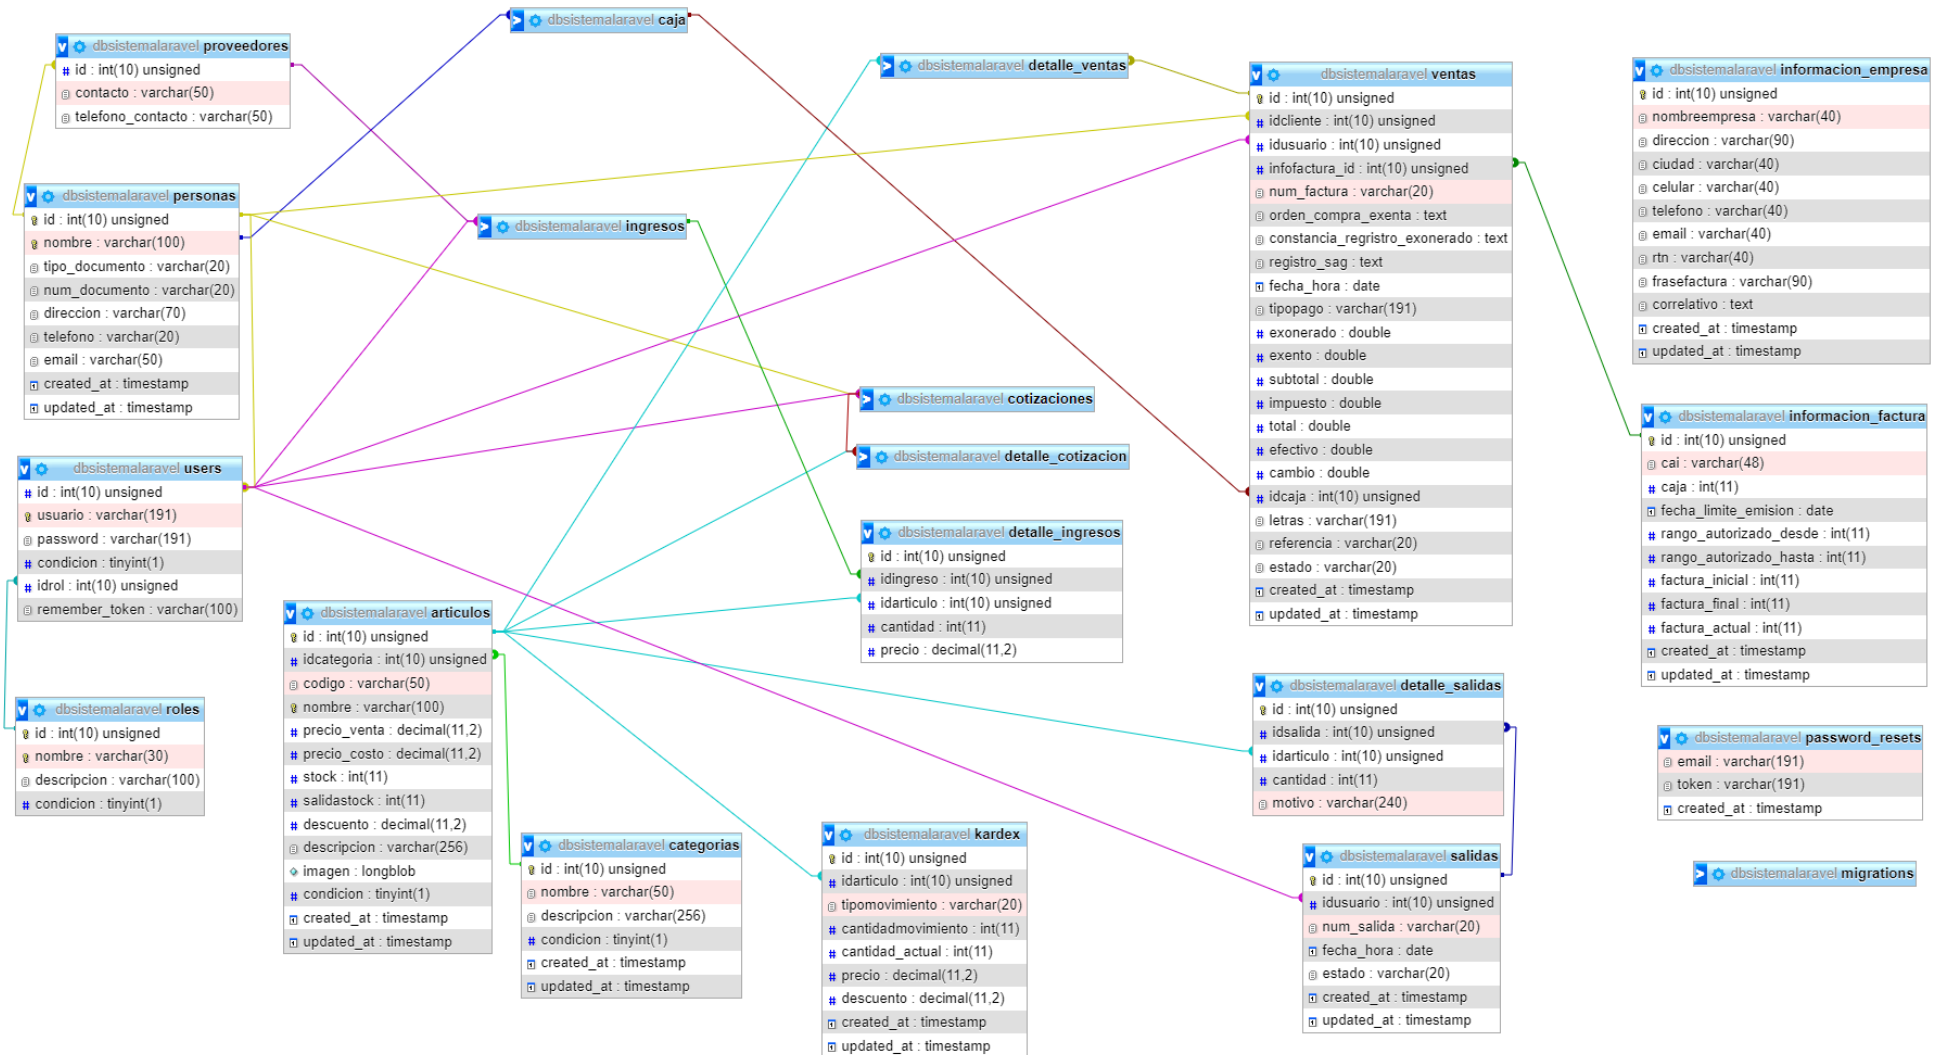 dbsistemalaravel proveedores
id : int(10) unsigned
contacto : varchar(50)
telefono_contacto : varchar(50)
dbsistemalaravel personas
id : int(10) unsigned
nombre : varchar(100)
tipo_documento : varchar(20)
num_documento : varchar(20)
direccion : varchar(70)
telefono : varchar(20)
email : varchar(50)
created_at : timestamp
updated_at : timestamp
dbsistemalaravel users
id : int(10) unsigned
usuario : varchar(191)
password : varchar(191)
condicion : tinyint(1)
idrol : int(10) unsigned
remember_token : varchar(100)
dbsistemalaravel roles
id : int(10) unsigned
nombre : varchar(30)
descripcion : varchar(100)
condicion : tinyint(1)
dbsistemalaravel articulos
id : int(10) unsigned
idcategoria : int(10) unsigned
codigo : varchar(50)
nombre : varchar(100)
precio_venta : decimal(11,2)
precio_costo : decimal(11,2)
stock : int(11)
salidastock : int(11)
descuento : decimal(11,2)
descripcion : varchar(256)
imagen : longblob
condicion : tinyint(1)
created_at : timestamp
updated_at : timestamp
dbsistemalaravel caja
dbsistemalaravel ingresos
dbsistemalaravel categorias
id : int(10) unsigned
nombre : varchar(50)
descripcion : varchar(256)
condicion : tinyint(1)
created_at : timestamp
updated_at : timestamp
dbsistemalaravel detalle_ventas
dbsistemalaravel cotizaciones
dbsistemalaravel detalle_cotizacion
dbsistemalaravel detalle_ingresos
id : int(10) unsigned
idingreso : int(10) unsigned
idarticulo : int(10) unsigned
cantidad : int(11)
precio : decimal(11,2)
dbsistemalaravel kardex
id : int(10) unsigned
idarticulo : int(10) unsigned
tipomovimiento : varchar(20)
cantidadmovimiento : int(11)
cantidad_actual : int(11)
precio : decimal(11,2)
descuento : decimal(11,2)
created_at : timestamp
updated_at : timestamp
dbsistemalaravel ventas
id : int(10) unsigned
idcliente : int(10) unsigned
idusuario : int(10) unsigned
infofactura_id : int(10) unsigned
num_factura : varchar(20)
orden_compra_exenta : text
constancia_regristro_exonerado : text
registro_sag : text
fecha_hora : date
tipopago : varchar(191)
exonerado : double
exento : double
subtotal : double
impuesto : double
total : double
efectivo : double
cambio : double
idcaja : int(10) unsigned
letras : varchar(191)
referencia : varchar(20)
estado : varchar(20)
created_at : timestamp
updated_at : timestamp
dbsistemalaravel detalle_salidas
id : int(10) unsigned
idsalida : int(10) unsigned
idarticulo : int(10) unsigned
cantidad : int(11)
motivo : varchar(240)
dbsistemalaravel salidas
id : int(10) unsigned
idusuario : int(10) unsigned
num_salida : varchar(20)
fecha_hora : date
estado : varchar(20)
created_at : timestamp
updated_at : timestamp
dbsistemalaravel informacion_empresa
id : int(10) unsigned
nombreempresa : varchar(40)
direccion : varchar(90)
ciudad : varchar(40)
celular : varchar(40)
telefono : varchar(40)
email : varchar(40)
rtn : varchar(40)
frasefactura : varchar(90)
correlativo : text
created_at : timestamp
updated_at : timestamp
dbsistemalaravel informacion_factura
id : int(10) unsigned
cai : varchar(48)
caja : int(11)
fecha_limite_emision : date
rango_autorizado_desde : int(11)
rango_autorizado_hasta : int(11)
factura_inicial : int(11)
factura_final : int(11)
factura_actual : int(11)
created_at : timestamp
updated_at : timestamp
dbsistemalaravel password_resets
email : varchar(191)
token : varchar(191)
created_at : timestamp
dbsistemalaravel migrations